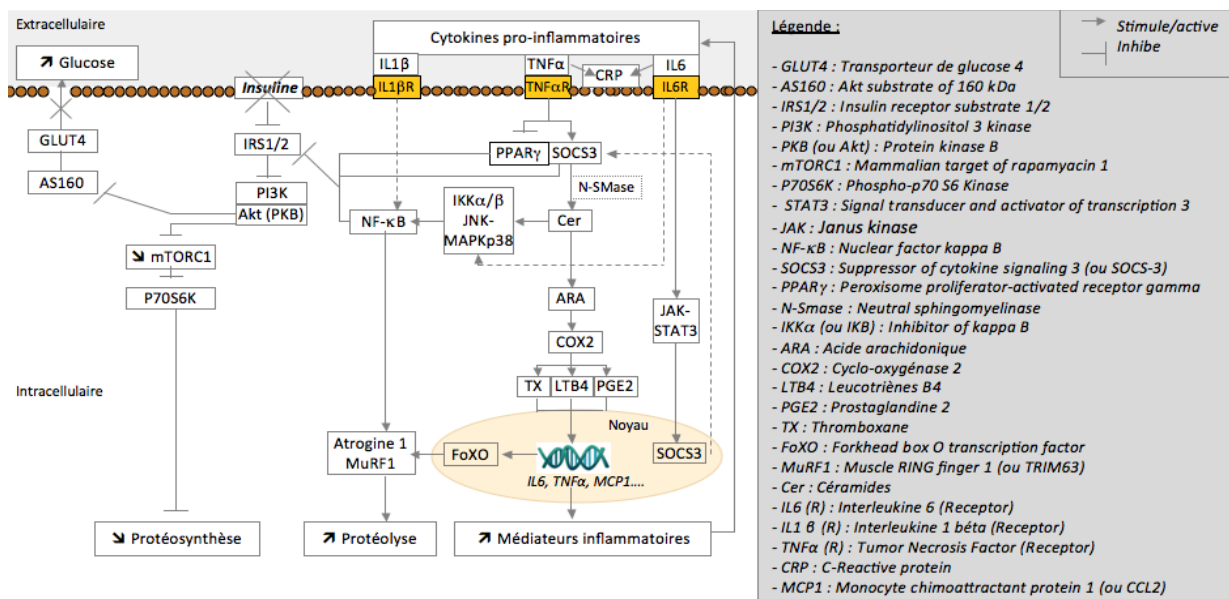 Extracellulaire
Cytokines pro-inflammatoires
↗ Glucose
IL1β
TNFα
CRP
IL6
Insuline
IL1βR
TNFαR
IL6R
GLUT4
IRS1/2
PPARγ
SOCS3
AS160
PI3K
Akt (PKB)
N-SMase
NF-κB
IKKα/β
JNK-
MAPKp38
Cer
↘ mTORC1
P70S6K
ARA
JAK-
STAT3
COX2
Intracellulaire
TX
LTB4
PGE2
Noyau
Atrogine 1
MuRF1
FoXO
SOCS3
IL6, TNFα, MCP1....
↘ Protéosynthèse
↗ Protéolyse
↗ Médiateurs inflammatoires
Légende :
Stimule/active
Inhibe
- GLUT4 : Transporteur de glucose 4
- AS160 : Akt substrate of 160 kDa
- IRS1/2 : Insulin receptor substrate 1/2
- PI3K : Phosphatidylinositol 3 kinase
- PKB (ou Akt) : Protein kinase B
- mTORC1 : Mammalian target of rapamyacin 1
- P70S6K : Phospho-p70 S6 Kinase
- STAT3 : Signal transducer and activator of transcription 3
- JAK : Janus kinase
- NF-κB : Nuclear factor kappa B
- SOCS3 : Suppressor of cytokine signaling 3 (ou SOCS-3)
- PPARγ : Peroxisome proliferator-activated receptor gamma
- N-Smase : Neutral sphingomyelinase
- IKKα (ou IKB) : Inhibitor of kappa B
- ARA : Acide arachidonique
- COX2 : Cyclo-oxygénase 2
- LTB4 : Leucotriènes B4
- PGE2 : Prostaglandine 2
- TX : Thromboxane
- FoXO : Forkhead box O transcription factor
- MuRF1 : Muscle RING finger 1 (ou TRIM63)
- Cer : Céramides
- IL6 (R) : Interleukine 6 (Receptor)
- IL1 β (R) : Interleukine 1 béta (Receptor)
- TNFα (R) : Tumor Necrosis Factor (Receptor)
- CRP : C-Reactive protein
- MCP1 : Monocyte chimoattractant protein 1 (ou CCL2)